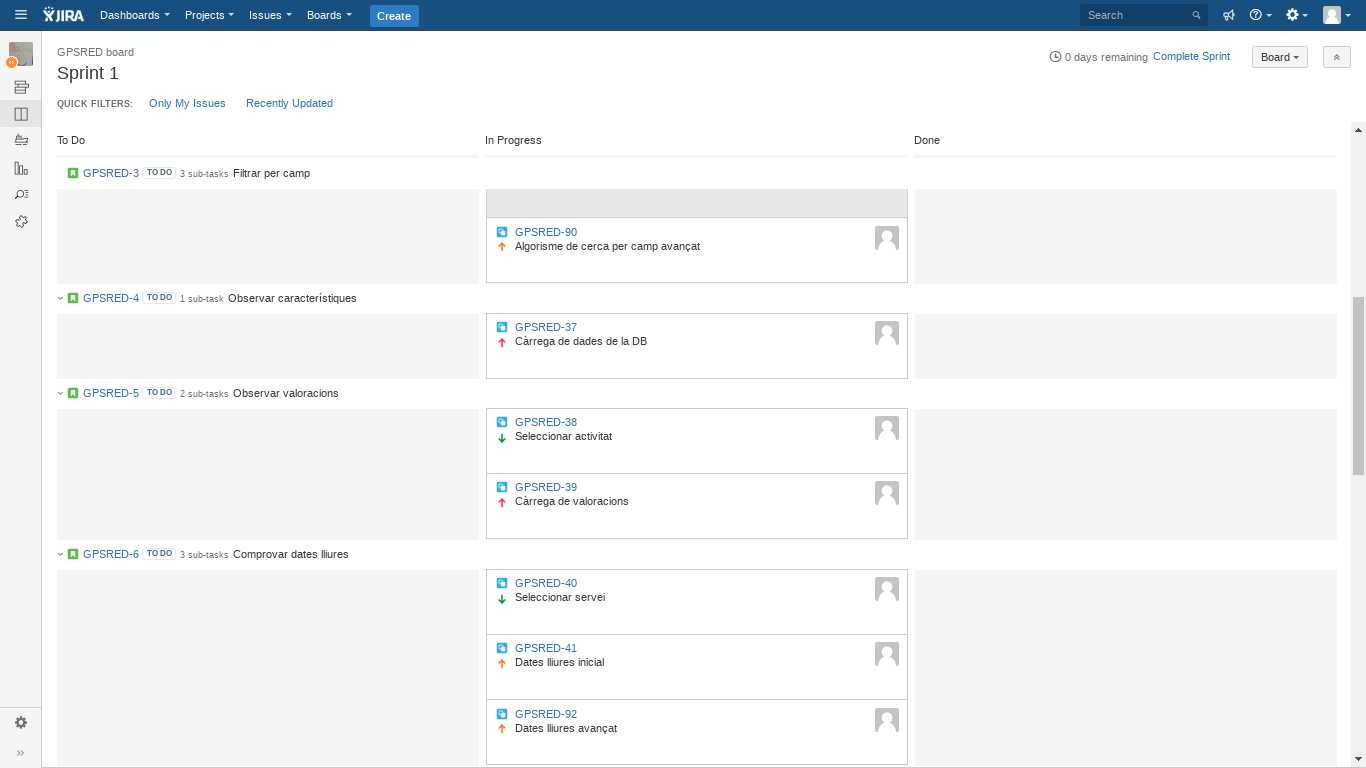 JIRA Dashboards Projects Issues Boards Create Search
GPSRED board
Sprint 1
0 days remaining Complete Sprint Board
QUICK FILTERS: Only My Issues Recently Updated
To Do In Progress Done
GPSRED-3 TO DO 3 sub-tasks Filtrar per camp
GPSRED-90
Algorisme de cerca per camp avançat
GPSRED-4 TO DO 1 sub-task Observar característiques
GPSRED-37
Càrrega de dades de la DB
GPSRED-5 TO DO 2 sub-tasks Observar valoracions
GPSRED-38
Seleccionar activitat
GPSRED-39
Càrrega de valoracions
GPSRED-6 TO DO 3 sub-tasks Comprovar dates lliures
GPSRED-40
Seleccionar servei
GPSRED-41
Dates lliures inicial
GPSRED-92
Dates lliures avançat